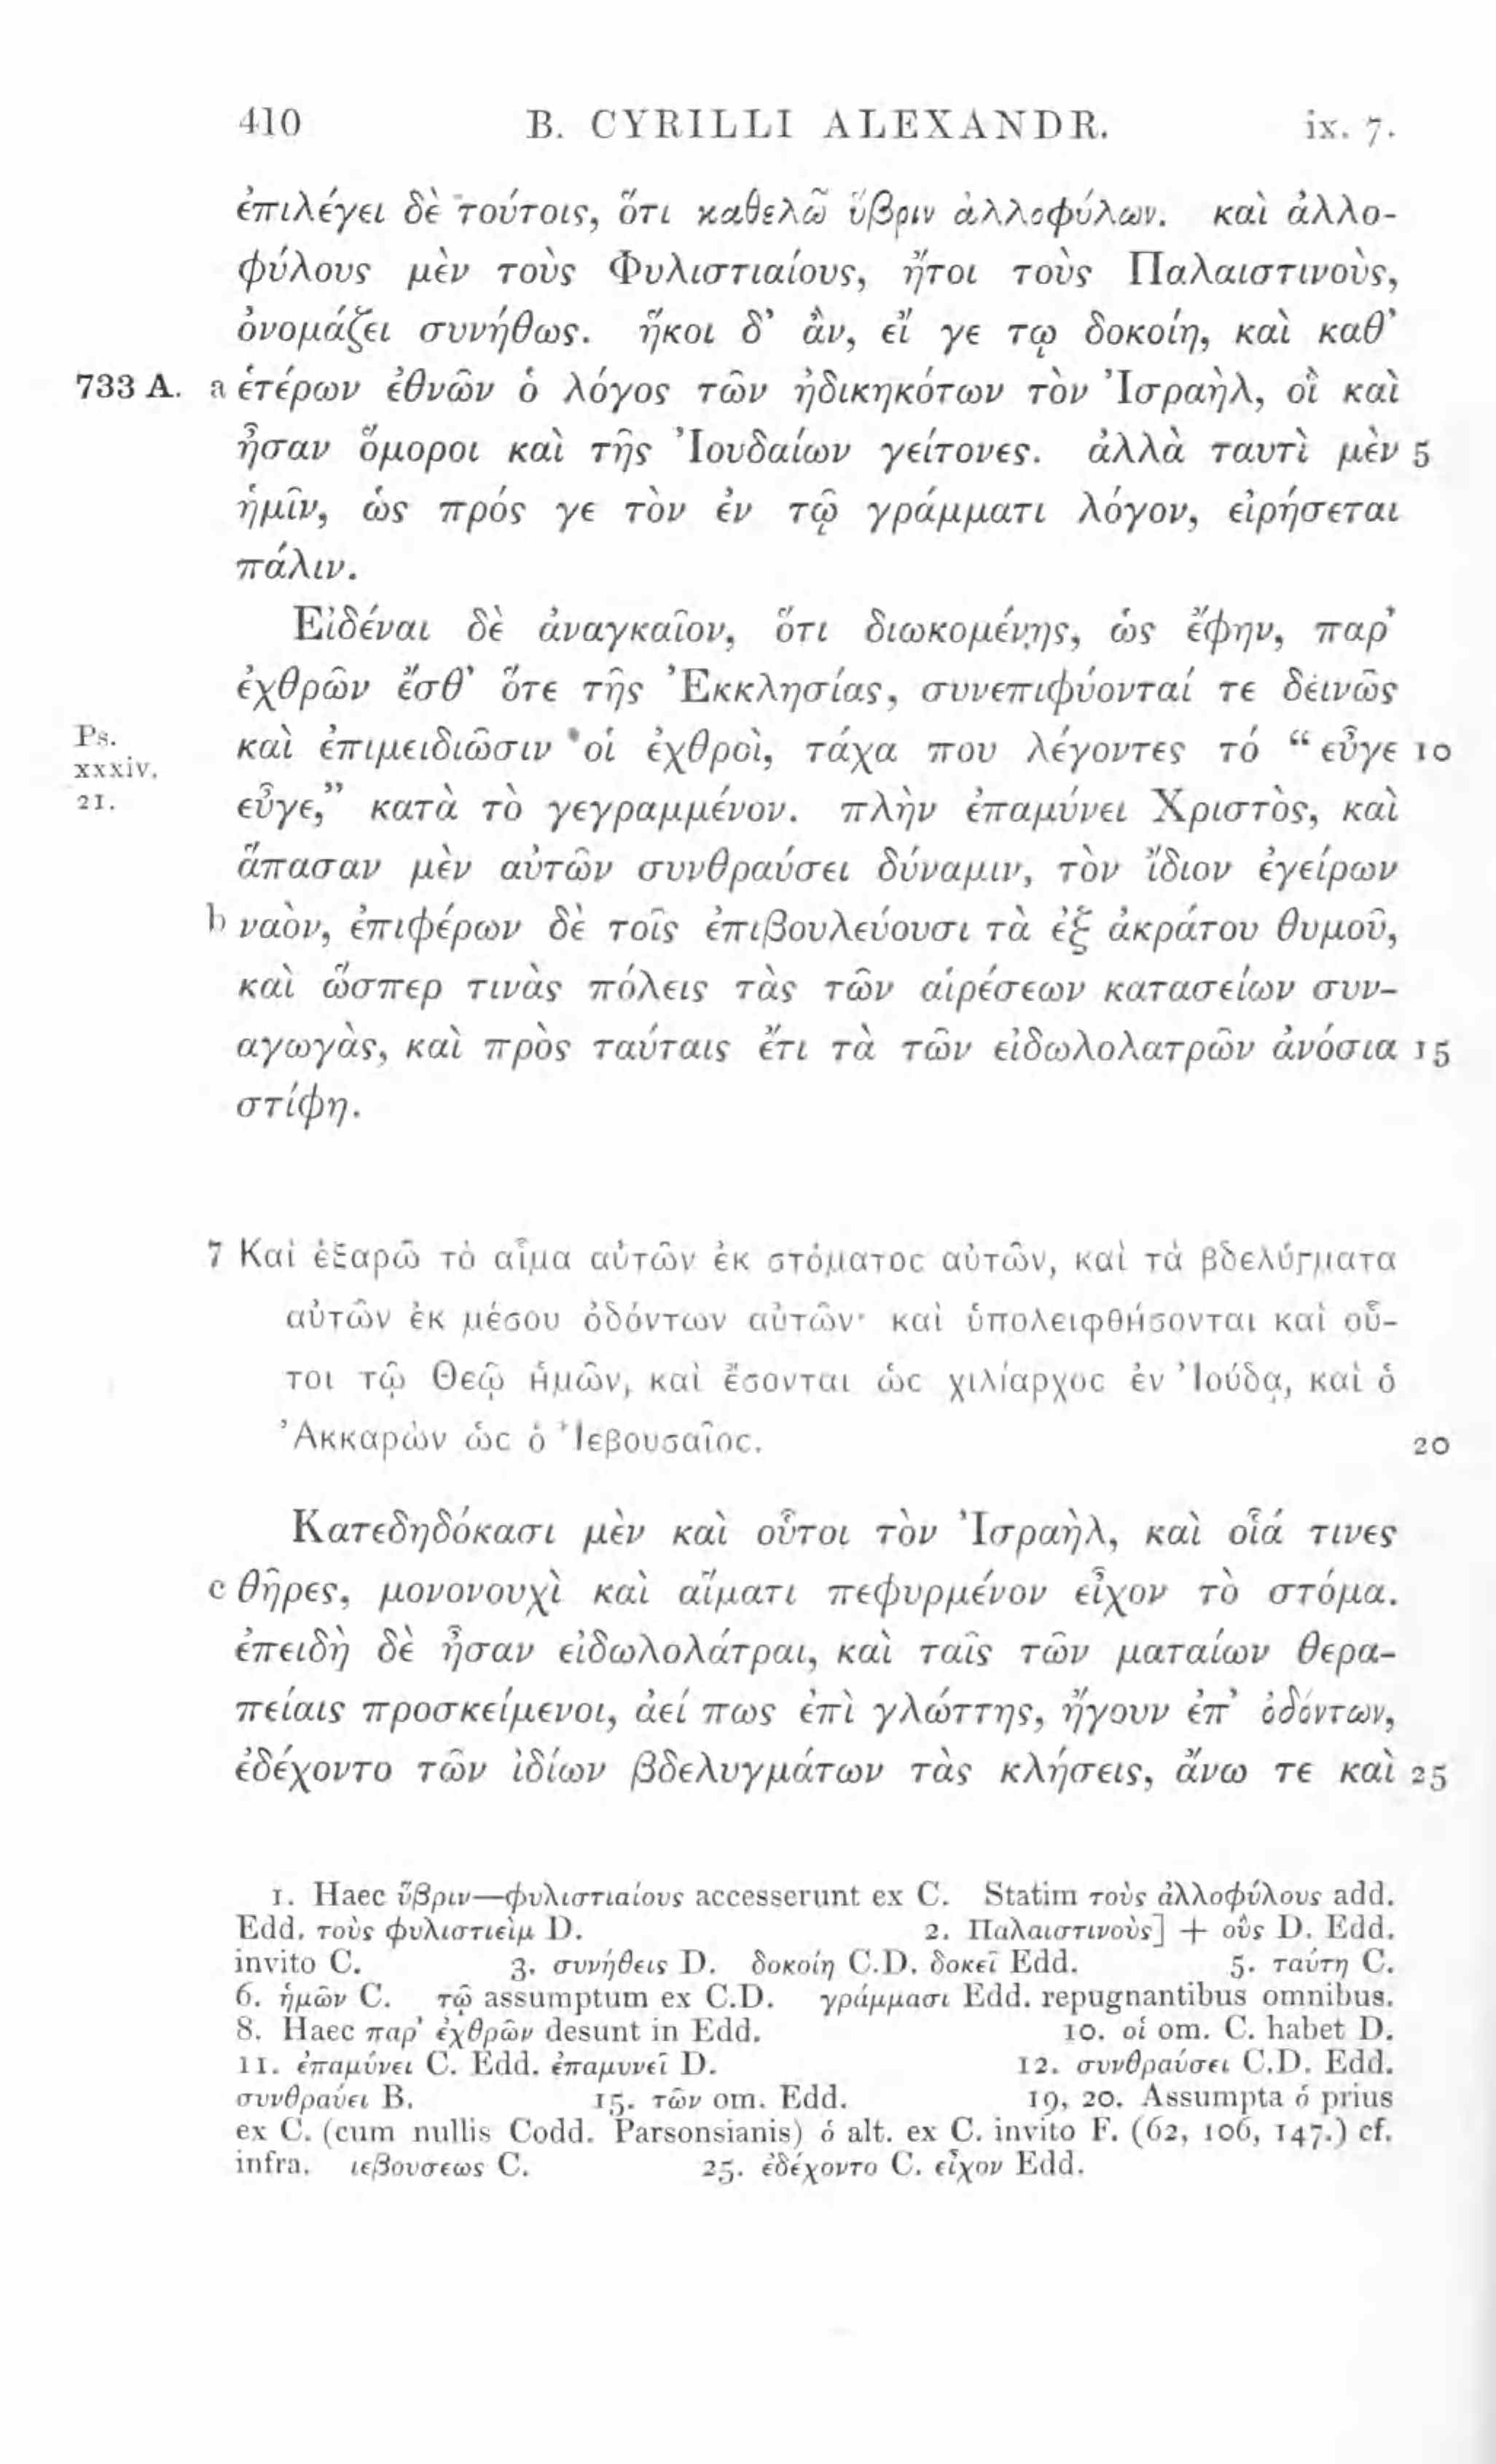 410 B. CYRILLI ALEXANDR. ix. 7.
ἐπιλέγει δὲ τούτοις, ὅτι καθελῶ ὕβριν ἀλλοφύλων. καὶ ἀλλο-
φύλους μὲν τοὺς Φυλιστιαίους, ἤτοι τοὺς Παλαιστινοὺς,
ὀνομάζει συνήθως. ἥκοι δ' ἂν, εἴ γε τῳ δοκοίη, καὶ καθ'
733 A. a ἑτέρων ἐθνῶν ὁ λόγος τῶν ἠδικηκότων τὸν Ἰσραὴλ, οἳ καὶ
ἦσαν ὅμοροι καὶ τῆς Ἰουδαίων γείτονες. ἀλλὰ ταυτὶ μὲν 5
ἡμῖν, ὡς πρός γε τὸν ἐν τῷ γράμματι λόγον, εἰρήσεται
πάλιν.
Εἰδέναι δὲ ἀναγκαῖον, ὅτι διωκομένης, ὡς ἔφην, παρ'
ἐχθρῶν ἔσθ' ὅτε τῆς Ἐκκλησίας, συνεπιφύονταί τε δεινῶς
Ps. xxxiv. 21. καὶ ἐπιμειδιῶσιν οἱ ἐχθροὶ, τάχα που λέγοντες τό “εὖγε 10
εὖγε,” κατὰ τὸ γεγραμμένον. πλὴν ἐπαμύνει Χριστὸς, καὶ
ἅπασαν μὲν αὐτῶν συνθραύσει δύναμιν, τὸν ἴδιον ἐγείρων
b ναὸν, ἐπιφέρων δὲ τοῖς ἐπιβουλεύουσι τὰ ἐξ ἀκράτου θυμοῦ,
καὶ ὥσπερ τινὰς πόλεις τὰς τῶν αἱρέσεων κατασείων συν-
αγωγὰς, καὶ πρὸς ταύταις ἔτι τὰ τῶν εἰδωλολατρῶν ἀνόσια 15
στίφη.
7 Καὶ ἐξαρῶ τὸ αἷμα αὐτῶν ἐκ στόματος αὐτῶν, καὶ τὰ βδελύγματα
αὐτῶν ἐκ μέσου ὀδόντων αὐτῶν· καὶ ὑπολειφθήσονται καὶ οὗ-
τοι τῷ Θεῷ ἡμῶν, καὶ ἔσονται ὡς χιλίαρχος ἐν Ἰούδᾳ, καὶ ὁ
Ἀκκαρὼν ὡς ὁ Ἰεβουσαῖος. 20
Κατεδηδόκασι μὲν καὶ οὗτοι τὸν Ἰσραὴλ, καὶ οἷά τινες
c θῆρες, μονονουχὶ καὶ αἵματι πεφυρμένον εἶχον τὸ στόμα.
ἐπειδὴ δὲ ἦσαν εἰδωλολάτραι, καὶ ταῖς τῶν ματαίων θερα-
πείαις προσκείμενοι, ἀεί πως ἐπὶ γλώττης, ἤγουν ἐπ' ὀδόντων,
ἐδέχοντο τῶν ἰδίων βδελυγμάτων τὰς κλήσεις, ἄνω τε καὶ 25
1. Haec ὕβριν—φυλιστιαίους accesserunt ex C. Statim τοὺς ἀλλοφύλους add.
Edd. τοὺς φυλιστιεὶμ D. 2. Παλαιστινοὺς] + οὓς D. Edd.
invito C. 3. συνήθεις D. δοκοίη C.D. δοκεῖ Edd. 5. ταύτη C.
6. ἡμῶν C. τῷ assumptum ex C.D. γράμμασι Edd. repugnantibus omnibus.
8. Haec παρ' ἐχθρῶν desunt in Edd. 10. οἱ om. C. habet D.
11. ἐπαμύνει C. Edd. ἐπαμυνεῖ D. 12. συνθραύσει C.D. Edd.
συνθραύει B. 15. τῶν om. Edd. 19, 20. Assumpta ὁ prius
ex C. (cum nullis Codd. Parsonsianis) ὁ alt. ex C. invito F. (62, 106, 147.) cf.
infra. ιεβουσεως C. 25. ἐδέχοντο C. εἶχον Edd.